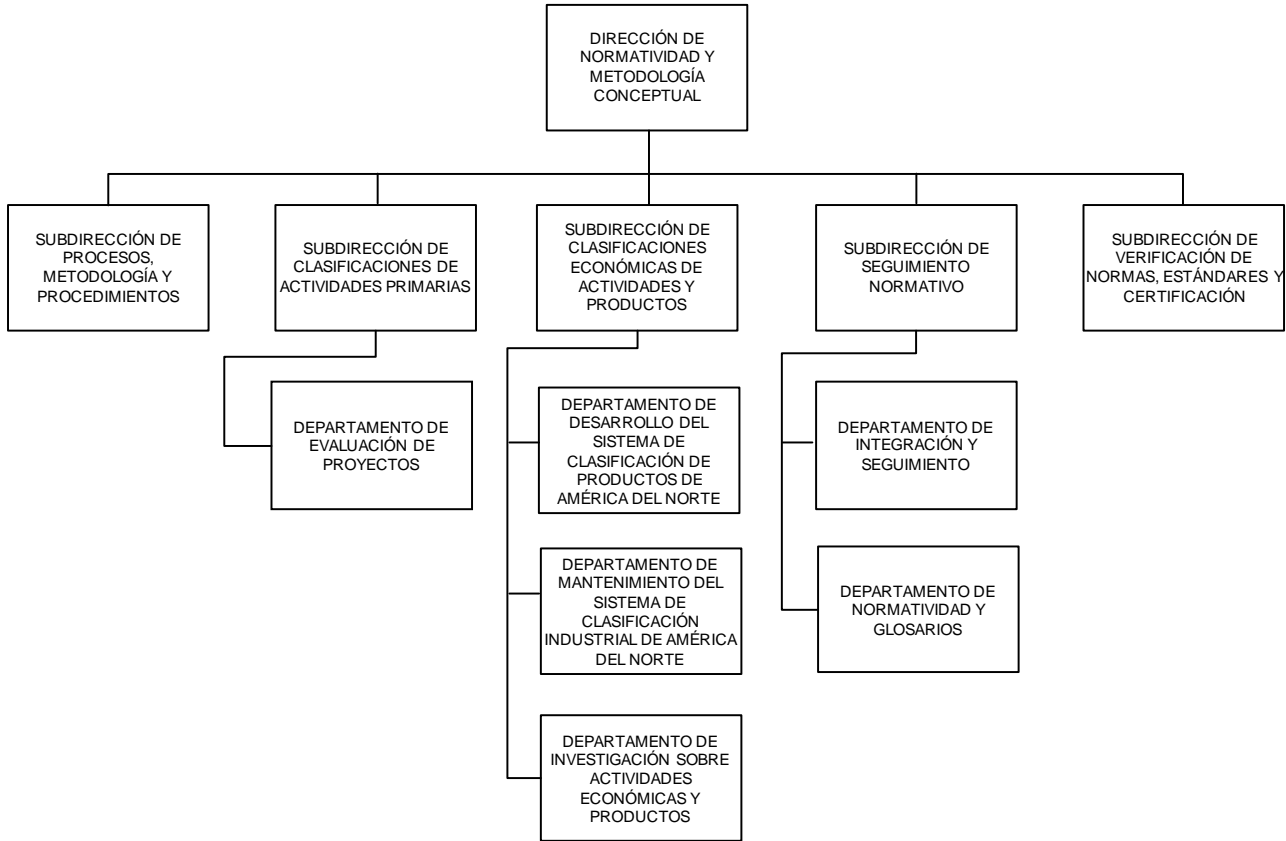 DIRECCIÓN DE
NORMATIVIDAD Y
METODOLOGÍA
CONCEPTUAL
SUBDIRECCIÓN DE
PROCESOS,
METODOLOGÍA Y
PROCEDIMIENTOS
SUBDIRECCIÓN DE
CLASIFICACIONES DE
ACTIVIDADES PRIMARIAS
SUBDIRECCIÓN DE
CLASIFICACIONES
ECONÓMICAS DE
ACTIVIDADES Y
PRODUCTOS
SUBDIRECCIÓN DE
SEGUIMIENTO
NORMATIVO
SUBDIRECCIÓN DE
VERIFICACIÓN DE
NORMAS, ESTÁNDARES Y
CERTIFICACIÓN
DEPARTAMENTO DE
EVALUACIÓN DE
PROYECTOS
DEPARTAMENTO DE
DESARROLLO DEL
SISTEMA DE
CLASIFICACIÓN DE
PRODUCTOS DE
AMÉRICA DEL NORTE
DEPARTAMENTO DE
MANTENIMIENTO DEL
SISTEMA DE
CLASIFICACIÓN
INDUSTRIAL DE AMÉRICA
DEL NORTE
DEPARTAMENTO DE
INVESTIGACIÓN SOBRE
ACTIVIDADES
ECONÓMICAS Y
PRODUCTOS
DEPARTAMENTO DE
INTEGRACIÓN Y
SEGUIMIENTO
DEPARTAMENTO DE
NORMATIVIDAD Y
GLOSARIOS